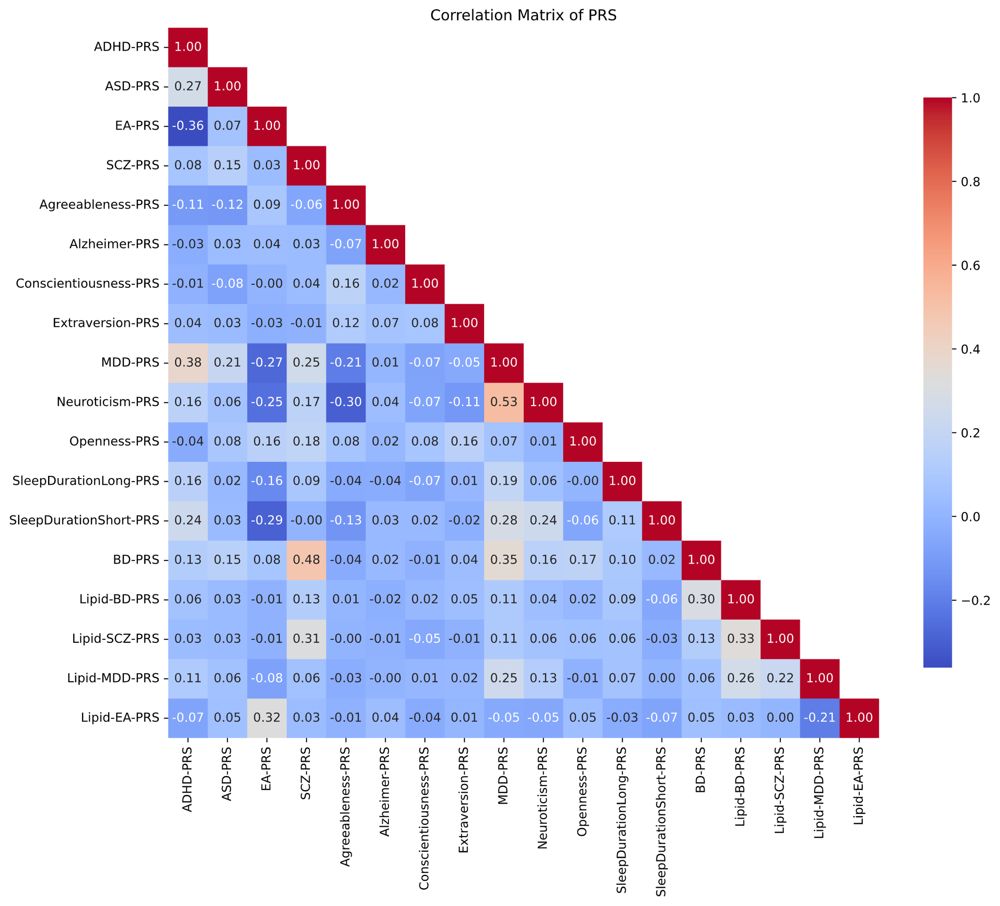 Correlation Matrix of PRS
ADHD-PRS 1.00
ASD-PRS 0.27 1.00
EA-PRS -0.36 0.07 1.00
SCZ-PRS 0.08 0.15 0.03 1.00
Agreeableness-PRS -0.11 -0.12 0.09 -0.06 1.00
Alzheimer-PRS -0.03 0.03 0.04 0.03 -0.07 1.00
Conscientiousness-PRS -0.01 -0.08 -0.00 0.04 0.16 0.02 1.00
Extraversion-PRS 0.04 0.03 -0.03 -0.01 0.12 0.07 0.08 1.00
MDD-PRS 0.38 0.21 -0.27 0.25 -0.21 0.01 -0.07 -0.05 1.00
Neuroticism-PRS 0.16 0.06 -0.25 0.17 -0.30 0.04 -0.07 -0.11 0.53 1.00
Openness-PRS -0.04 0.08 0.16 0.18 0.08 0.02 0.08 0.16 0.07 0.01 1.00
SleepDurationLong-PRS 0.16 0.02 -0.16 0.09 -0.04 -0.04 -0.07 0.01 0.19 0.06 -0.00 1.00
SleepDurationShort-PRS 0.24 0.03 -0.29 -0.00 -0.13 0.03 0.02 -0.02 0.28 0.24 -0.06 0.11 1.00
BD-PRS 0.13 0.15 0.08 0.48 -0.04 0.02 -0.01 0.04 0.35 0.16 0.17 0.10 0.02 1.00
Lipid-BD-PRS 0.06 0.03 -0.01 0.13 0.01 -0.02 0.02 0.05 0.11 0.04 0.02 0.09 -0.06 0.30 1.00
Lipid-SCZ-PRS 0.03 0.03 -0.01 0.31 -0.00 -0.01 -0.05 -0.01 0.11 0.06 0.06 0.06 -0.03 0.13 0.33 1.00
Lipid-MDD-PRS 0.11 0.06 -0.08 0.06 -0.03 -0.00 0.01 0.02 0.25 0.13 -0.01 0.07 0.00 0.06 0.26 0.22 1.00
Lipid-EA-PRS -0.07 0.05 0.32 0.03 -0.01 0.04 -0.04 0.01 -0.05 -0.05 0.05 -0.03 -0.07 0.05 0.03 0.00 -0.21 1.00
ADHD-PRS
ASD-PRS
EA-PRS
SCZ-PRS
Agreeableness-PRS
Alzheimer-PRS
Conscientiousness-PRS
Extraversion-PRS
MDD-PRS
Neuroticism-PRS
Openness-PRS
SleepDurationLong-PRS
SleepDurationShort-PRS
BD-PRS
Lipid-BD-PRS
Lipid-SCZ-PRS
Lipid-MDD-PRS
Lipid-EA-PRS
1.0
0.8
0.6
0.4
0.2
0.0
−0.2